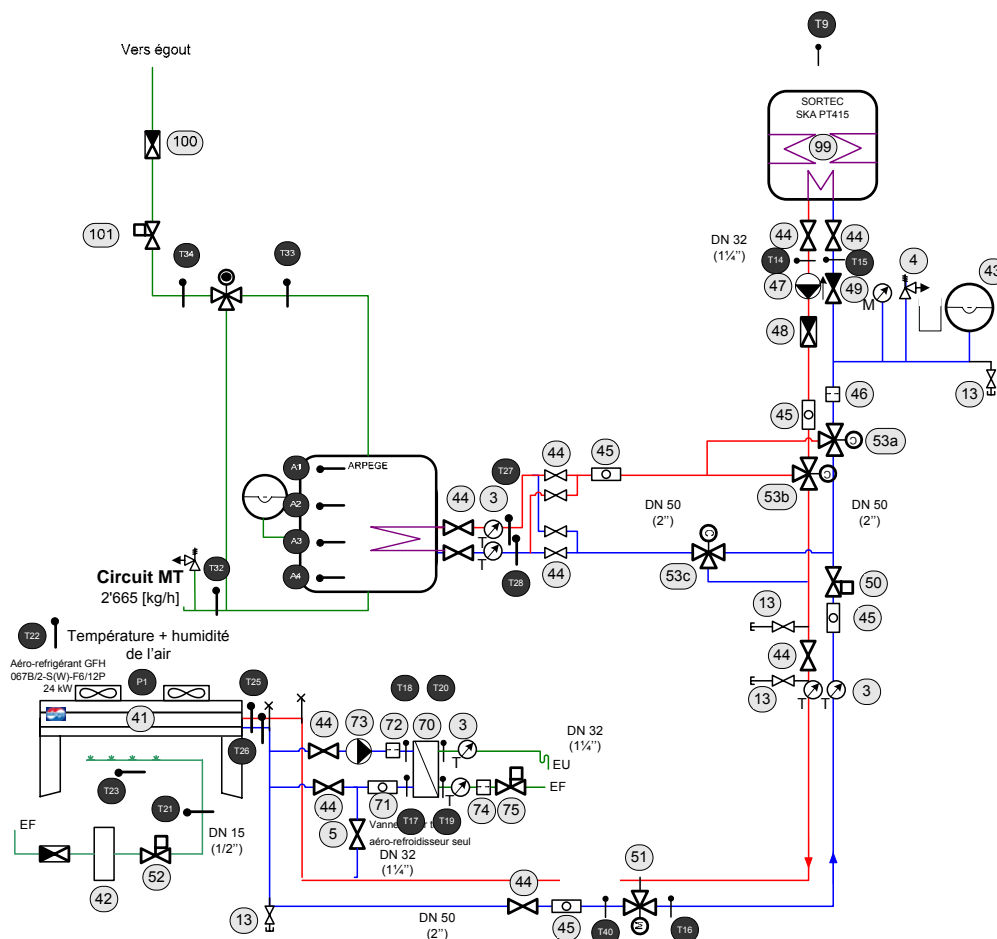 T9
Vers égout
SORTEC
SKA PT415
99
100
101
T34
T33
44
44
DN 32
(1¼")
T14
T15
4
43
47
49
M
48
46
13
45
53a
A1
ARPEGE
T27
44
45
C
C
53b
44
3
A2
DN 50
(2")
DN 50
(2")
C
A3
T
T
T28
44
53c
50
T32
A4
Circuit MT
2'665 [kg/h]
13
45
T22
Température + humidité
de l'air
44
Aéro-refrigérant GFH
067B/2-S(W)-F6/12P
24 kW
P1
T25
T18
T20
13
T
T
3
41
44
73
72
70
3
DN 32
(1¼")
T26
T
EU
T23
T
EF
44
71
74
75
T21
5
T17
T19
Vanne
aéro-refroidisseur seul
EF
DN 15
(1/2")
DN 32
(1¼")
51
42
52
44
13
45
T40
M
T16
DN 50
(2")